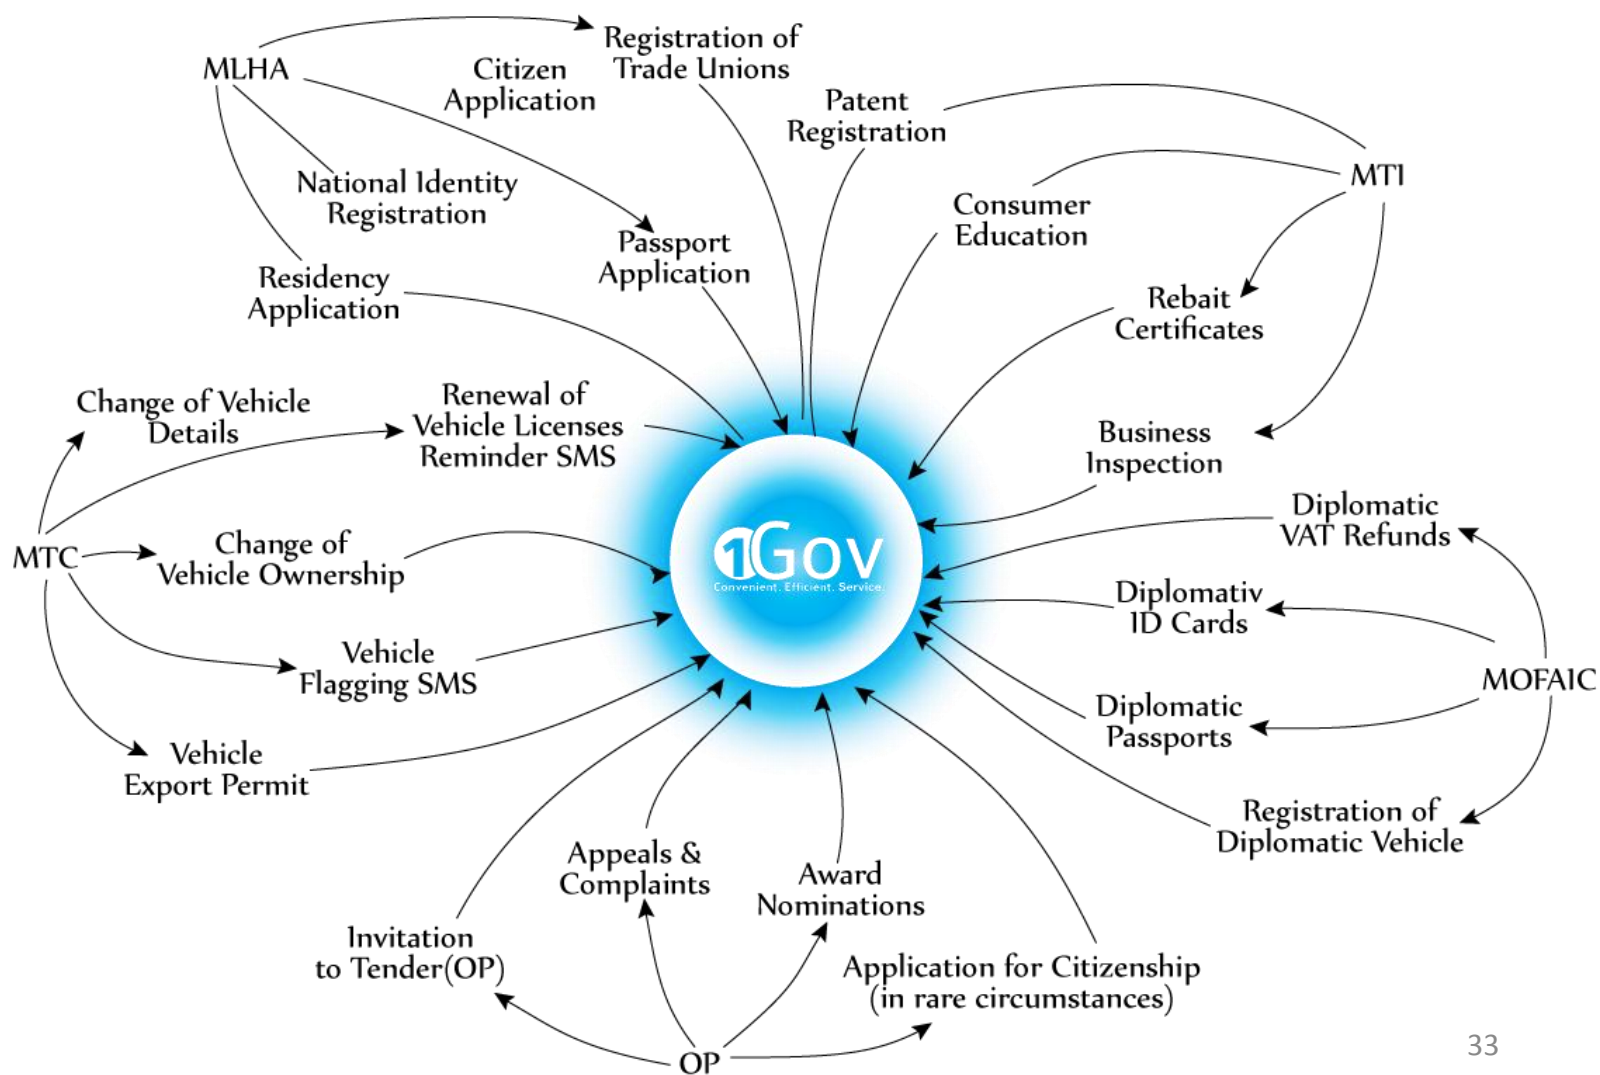 Registration of
Trade Unions
MLHA
Citizen
Application
Patent
Registration
MTI
National Identity
Registration
Consumer
Education
Passport
Application
Residency
Application
Rebait
Certificates
Change of Vehicle
Details
Renewal of
Vehicle Licenses
Reminder SMS
Business
Inspection
Diplomatic
VAT Refunds
MTC
Change of
Vehicle Ownership
1Gov
Convenient. Efficient. Service.
Diplomativ
ID Cards
Vehicle
Flagging SMS
MOFAIC
Diplomatic
Passports
Vehicle
Export Permit
Registration of
Diplomatic Vehicle
Appeals &
Complaints
Award
Nominations
Invitation
to Tender(OP)
Application for Citizenship
(in rare circumstances)
OP
33